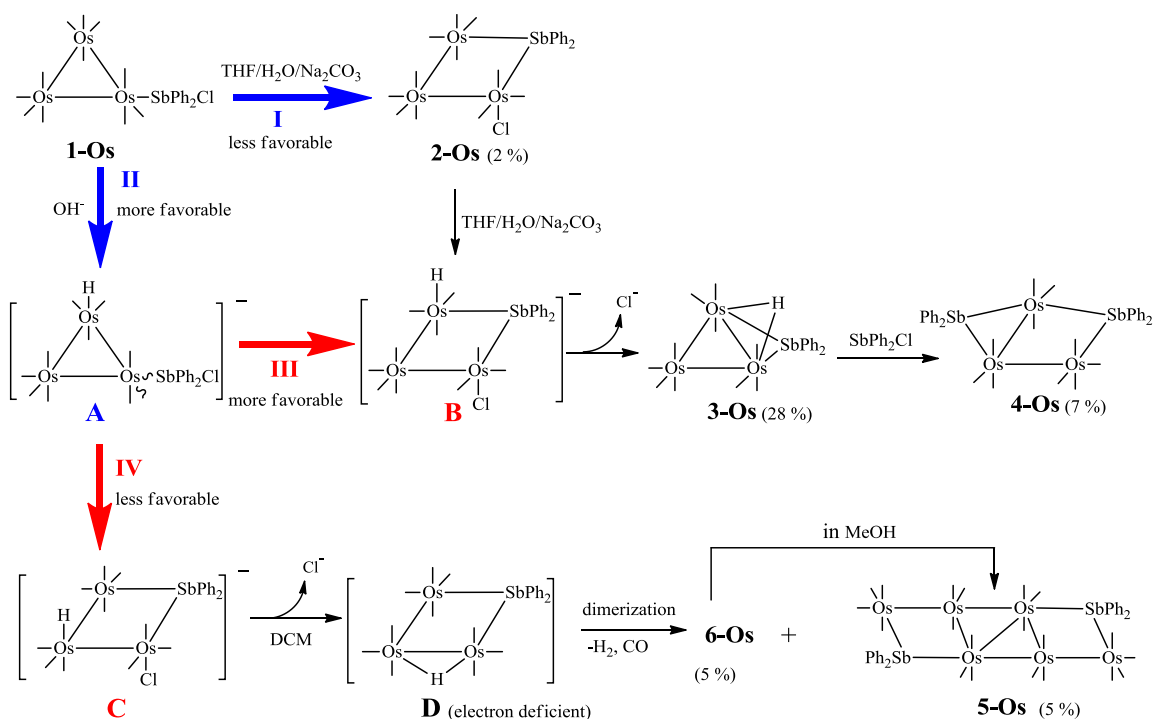 Os
Os
Os
SbPh₂Cl
1-Os
THF/H₂O/Na₂CO₃
I
less favorable
Os
SbPh₂
Os
Os
Cl
2-Os (2 %)
II
OH⁻
more favorable
THF/H₂O/Na₂CO₃
H
Os
Os
Os
SbPh₂Cl
−
A
III
more favorable
H
Os
SbPh₂
Os
Os
Cl
−
B
Cl⁻
Os
H
SbPh₂
Os
Os
3-Os (28 %)
SbPh₂Cl
Ph₂Sb
Os
SbPh₂
Os
Os
4-Os (7 %)
IV
less favorable
Os
SbPh₂
H
Os
Os
Cl
−
C
Cl⁻
DCM
Os
SbPh₂
Os
Os
H
D (electron deficient)
dimerization
-H₂, CO
6-Os
(5 %)
+
in MeOH
Os
Os
Os
SbPh₂
Ph₂Sb
Os
Os
Os
5-Os (5 %)